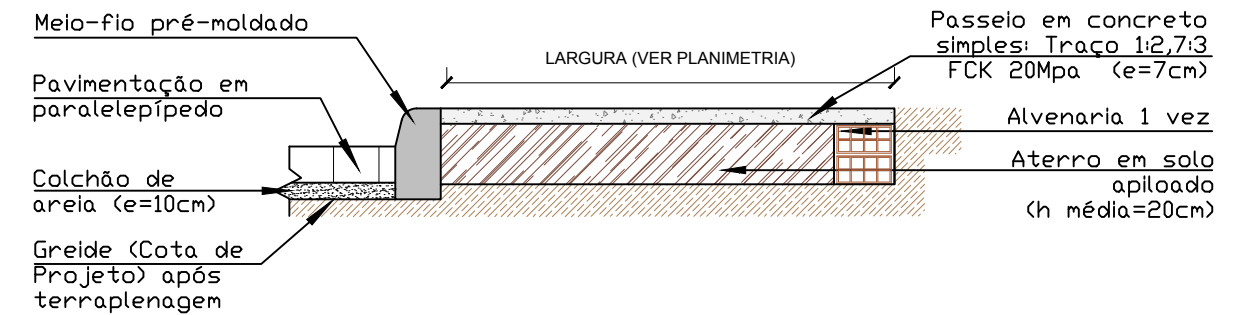 Meio-fio pré-moldado
Pavimentação em
paralelepípedo
Colchão de
areia (e=10cm)
Greide (Cota de
Projeto) após
terraplenagem
LARGURA (VER PLANIMETRIA)
Passeio em concreto
simples: Traço 1:2,7:3
FCK 20Mpa (e=7cm)
Alvenaria 1 vez
Aterro em solo
apiloado
(h média=20cm)